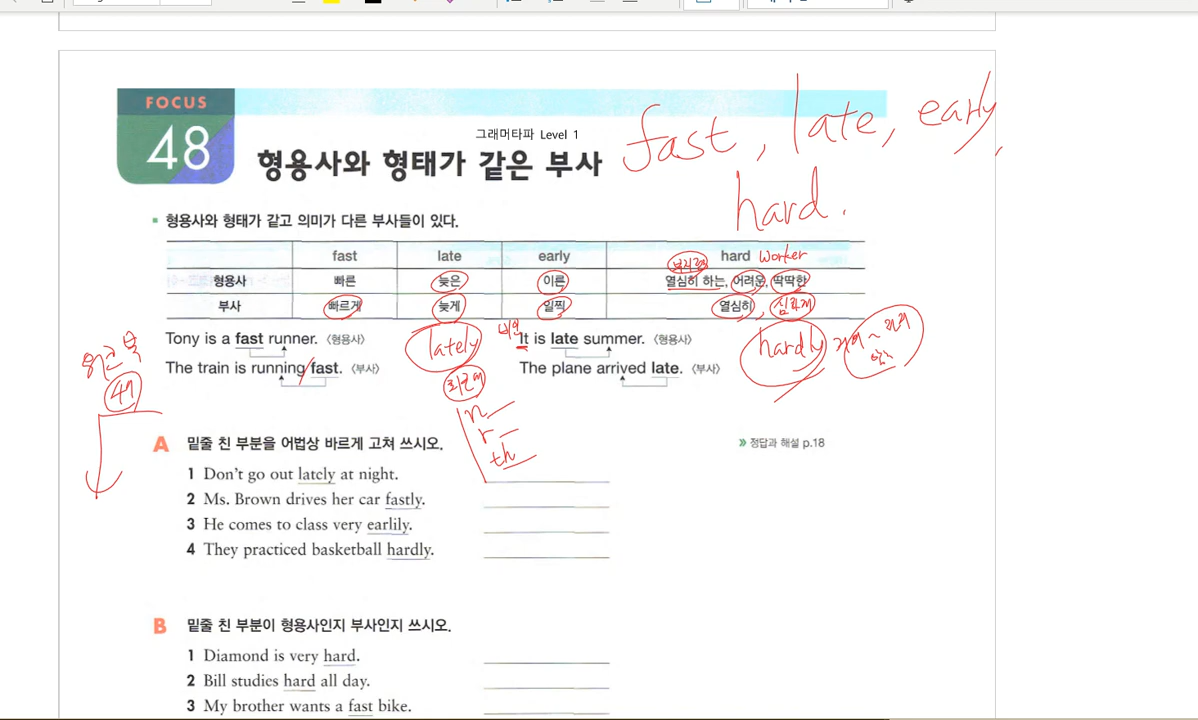 FOCUS
48
그래머타파 Level 1
형용사와 형태가 같은 부사
fast, late, early,
hard.
형용사와 형태가 같고 의미가 다른 부사들이 있다.
fast late early hard worker
형용사 빠른 늦은 이른 열심히 하는, 어려운, 딱딱한
부사 빠르게 늦게 일찍 열심히, 심하게
Tony is a fast runner. 〈형용사〉
lately
비인
It is late summer. 〈형용사〉
hardly 거의~
The train is running fast. 〈부사〉
The plane arrived late. 〈부사〉
최근에
49
n
r
th
A 밑줄 친 부분을 어법상 바르게 고쳐 쓰시오.
» 정답과 해설 p.18
1 Don't go out lately at night.
2 Ms. Brown drives her car fastly.
3 He comes to class very earlily.
4 They practiced basketball hardly.
B 밑줄 친 부분이 형용사인지 부사인지 쓰시오.
1 Diamond is very hard.
2 Bill studies hard all day.
3 My brother wants a fast bike.